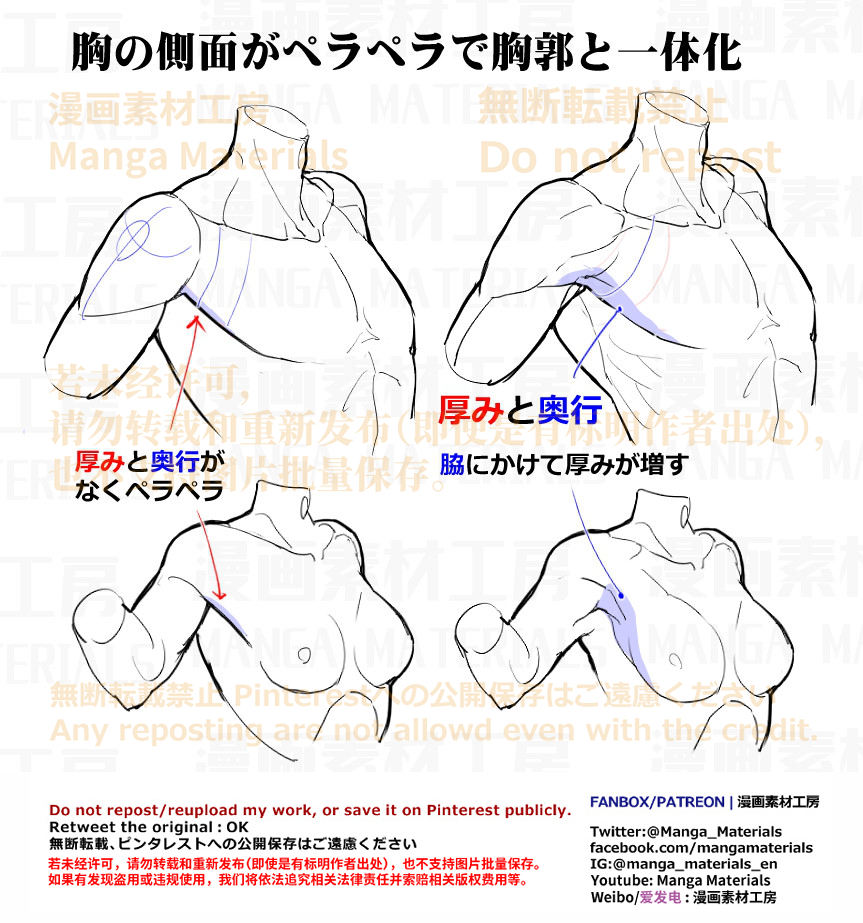 胸の側面がペラペラで胸郭と一体化
漫画素材工房
Manga Materials
無断転載禁止
Do not repost
若未经许可，
请勿转载和重新发布（即使是有标明作者出处），
也不支持图片批量保存。
厚みと奥行が
なくペラペラ
厚みと奥行
脇にかけて厚みが増す
無断転載禁止 Pinterestへの公開保存はご遠慮ください
Any reposting are not allowd even with the credit.
Do not repost/reupload my work, or save it on Pinterest publicly.
Retweet the original : OK
無断転載、ピンタレストへの公開保存はご遠慮ください
若未经许可，请勿转载和重新发布（即使是有标明作者出处），也不支持图片批量保存。
如果有发现盗用或违规使用，我们将依法追究相关法律责任并索赔相关版权费用等。
FANBOX/PATREON | 漫画素材工房
Twitter:@Manga_Materials
facebook.com/mangamaterials
IG:@manga_materials_en
Youtube: Manga Materials
Weibo/爱发电 : 漫画素材工房